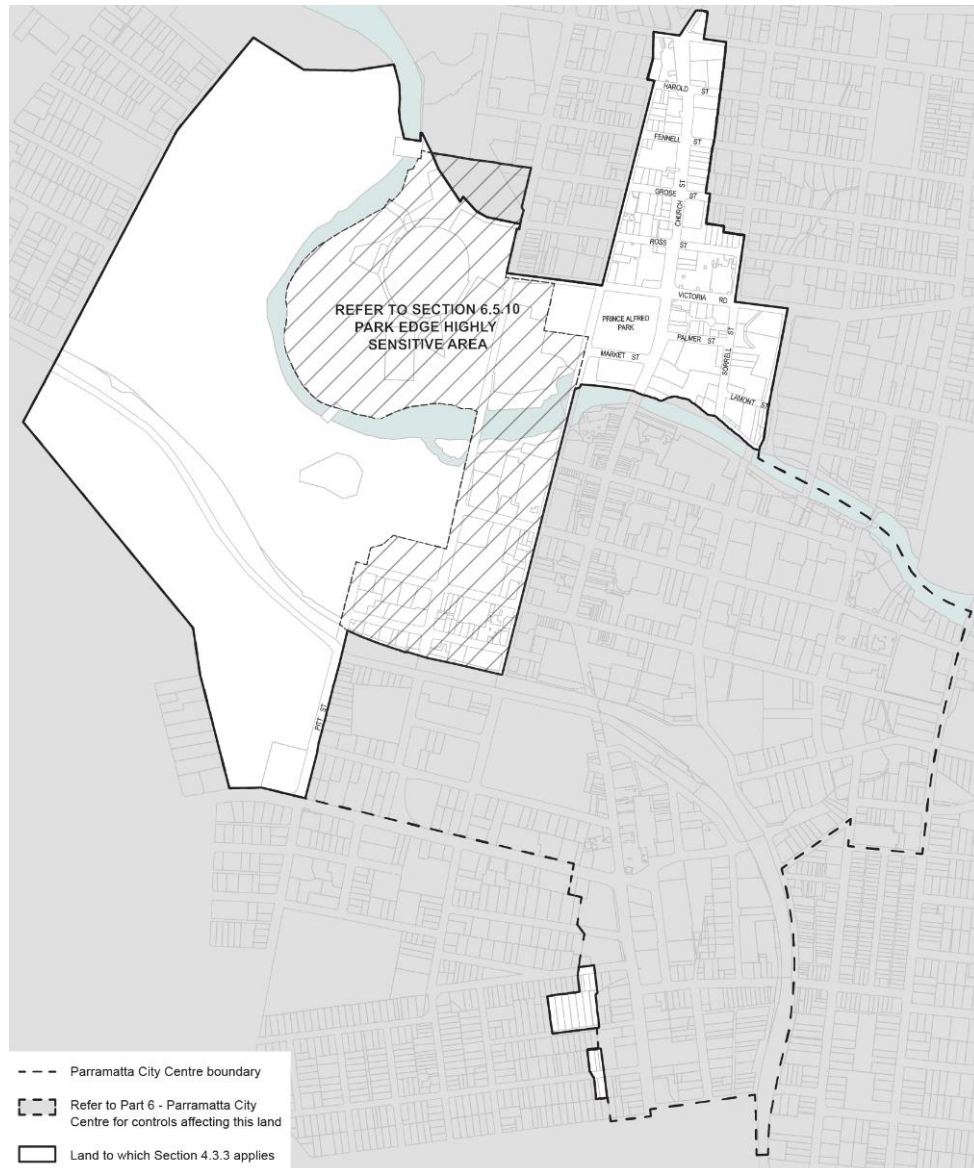 HAROLD ST
FENNELL ST
GROSE ST
CHURCH ST
ROSS ST
VICTORIA RD
PRINCE ALFRED
PARK
PALMER ST
SORRELL ST
MARKET ST
LAMONT ST
REFER TO SECTION 6.5.10
PARK EDGE HIGHLY
SENSITIVE AREA
PITT ST
Parramatta City Centre boundary
Refer to Part 6 - Parramatta City
Centre for controls affecting this land
Land to which Section 4.3.3 applies